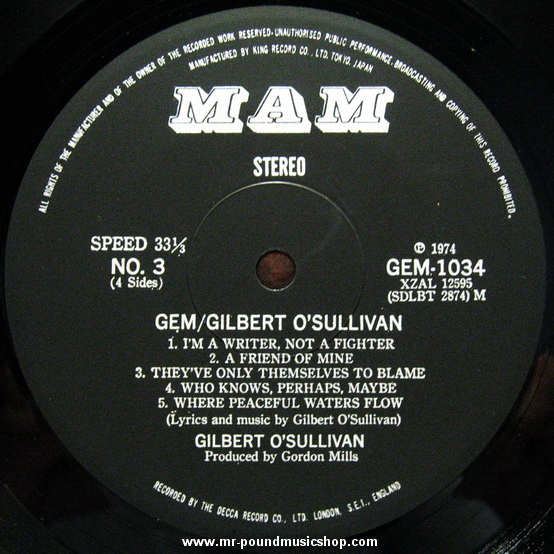 ALL RIGHTS OF THE MANUFACTURER AND OF THE OWNER OF THE RECORDED WORK RESERVED·UNAUTHORISED PUBLIC PERFORMANCE·BROADCASTING AND COPYING OF THIS RECORD PROHIBITED.
MANUFACTURED BY KING RECORD CO., LTD. TOKYO, JAPAN
MAM
STEREO
SPEED 33⅓
NO. 3
(4 Sides)
℗ 1974
GEM-1034
XZAL 12595
(SDLBT 2874) M
GEM/GILBERT O'SULLIVAN
1. I'M A WRITER, NOT A FIGHTER
2. A FRIEND OF MINE
3. THEY'VE ONLY THEMSELVES TO BLAME
4. WHO KNOWS, PERHAPS, MAYBE
5. WHERE PEACEFUL WATERS FLOW
(Lyrics and music by Gilbert O'Sullivan)
GILBERT O'SULLIVAN
Produced by Gordon Mills
RECORDED BY THE DECCA RECORD CO., LTD. LONDON, S.E.I., ENGLAND
www.mr-poundmusicshop.com